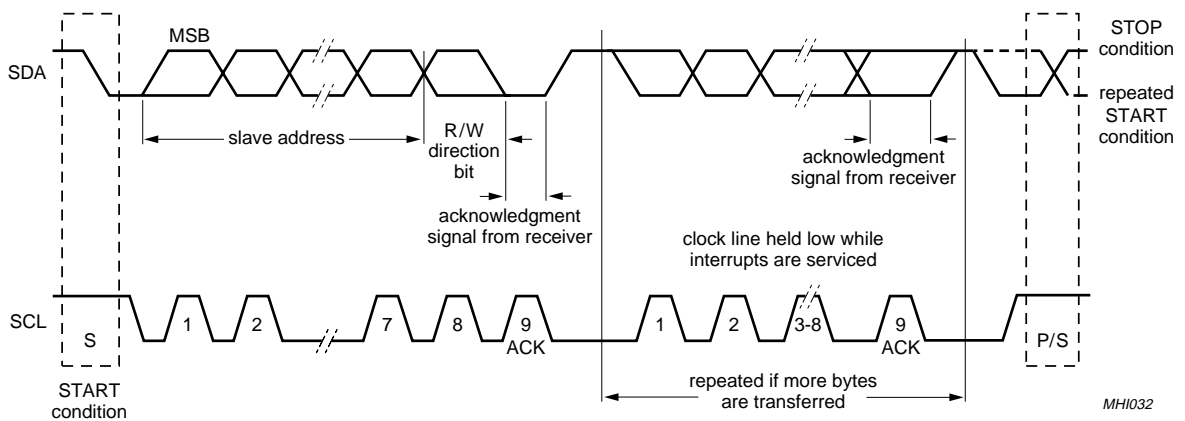 MSB
SDA
STOP
condition
repeated
START
condition
slave address
R/W
direction
bit
acknowledgment
signal from receiver
acknowledgment
signal from receiver
clock line held low while
interrupts are serviced
SCL
S
1
2
7
8
9
ACK
1
2
3-8
9
ACK
P/S
START
condition
repeated if more bytes
are transferred
MHI032